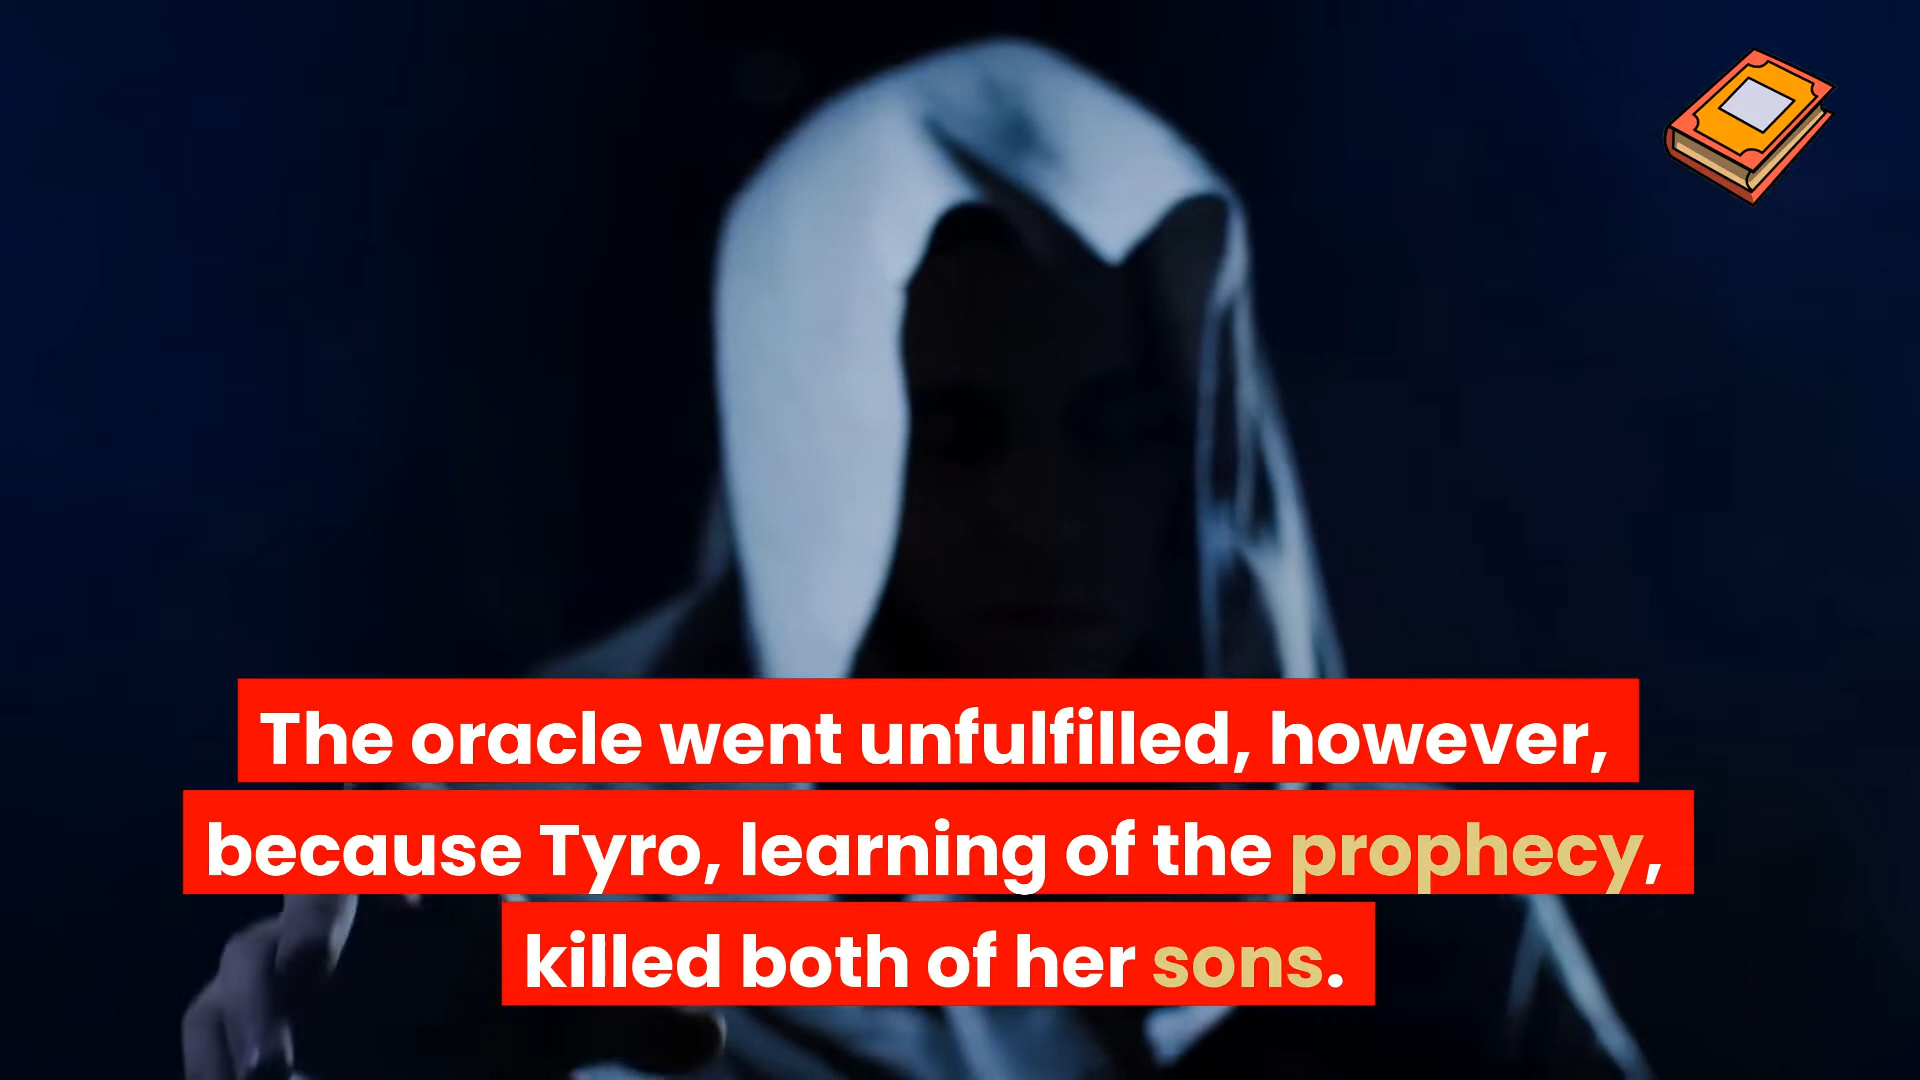 The oracle went unfulfilled, however,
because Tyro, learning of the prophecy,
killed both of her sons.